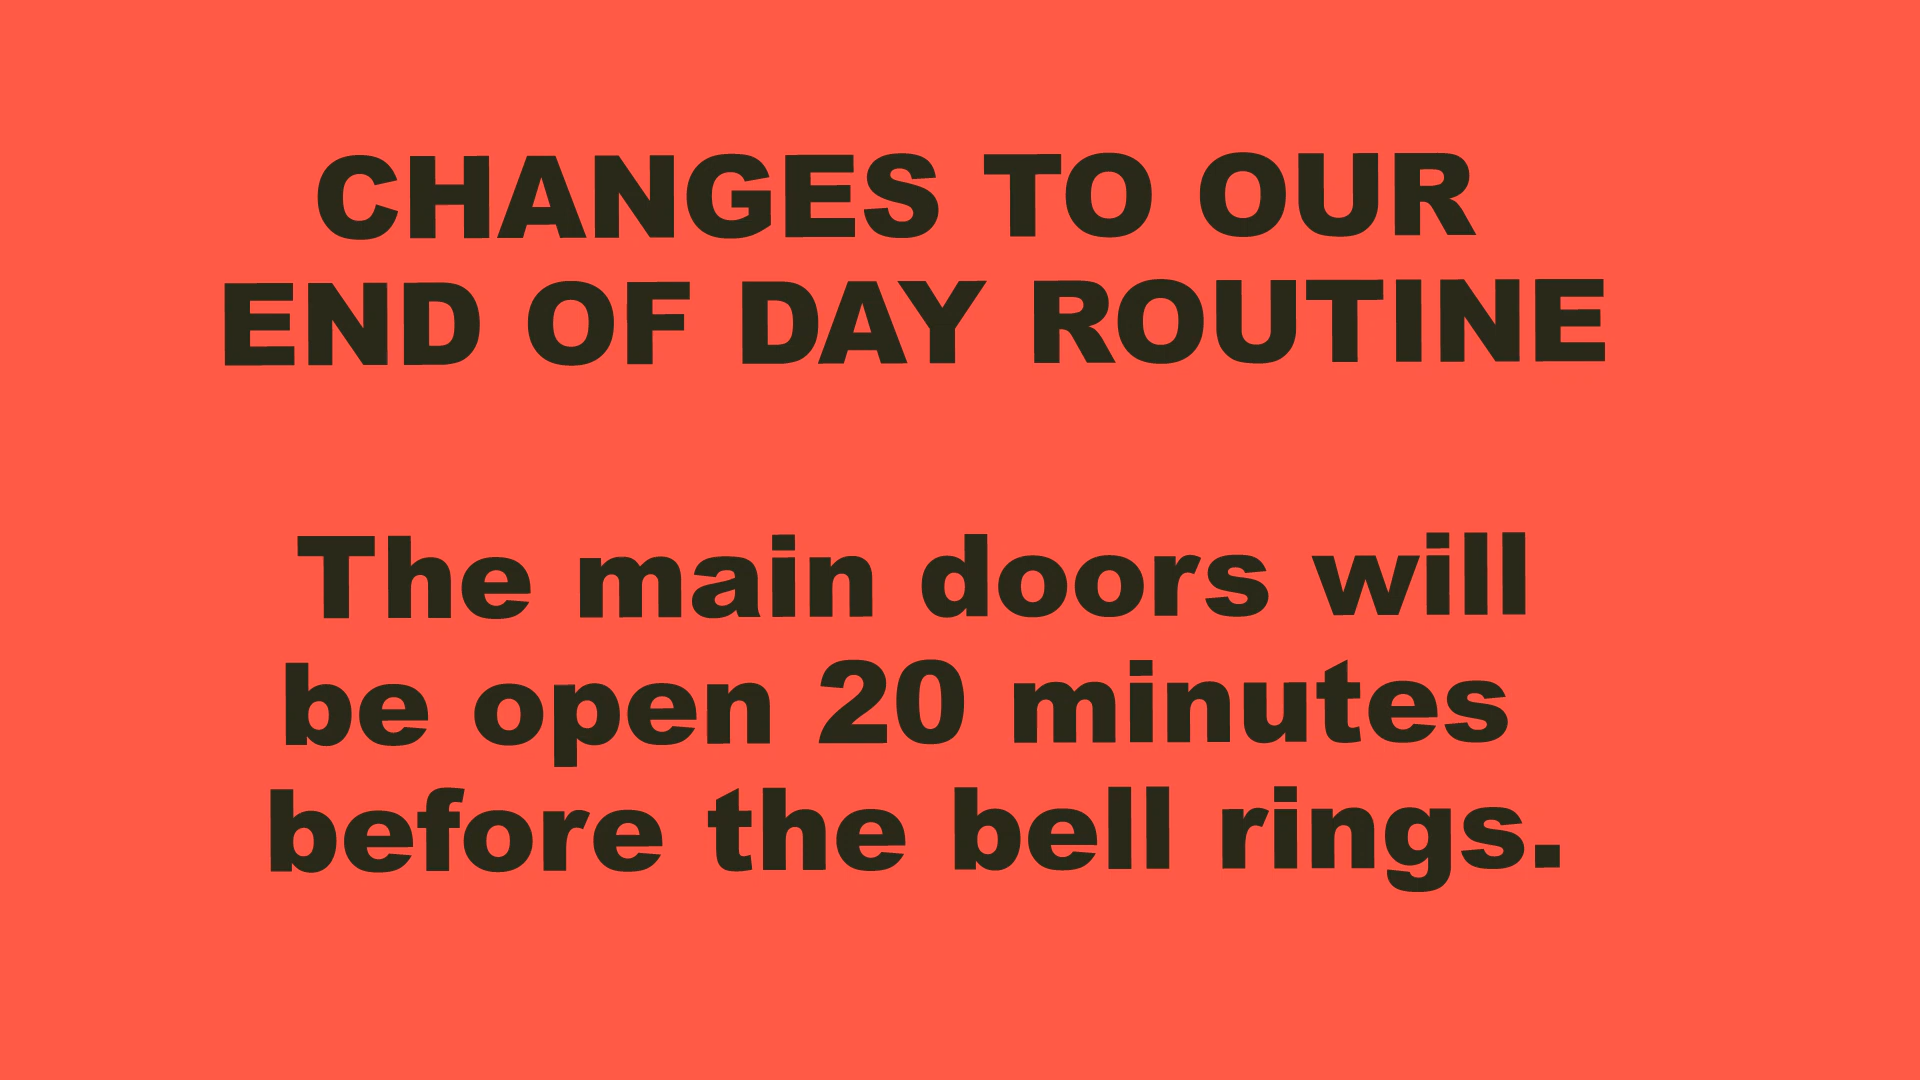 CHANGES TO OUR
END OF DAY ROUTINE
The main doors will
be open 20 minutes
before the bell rings.